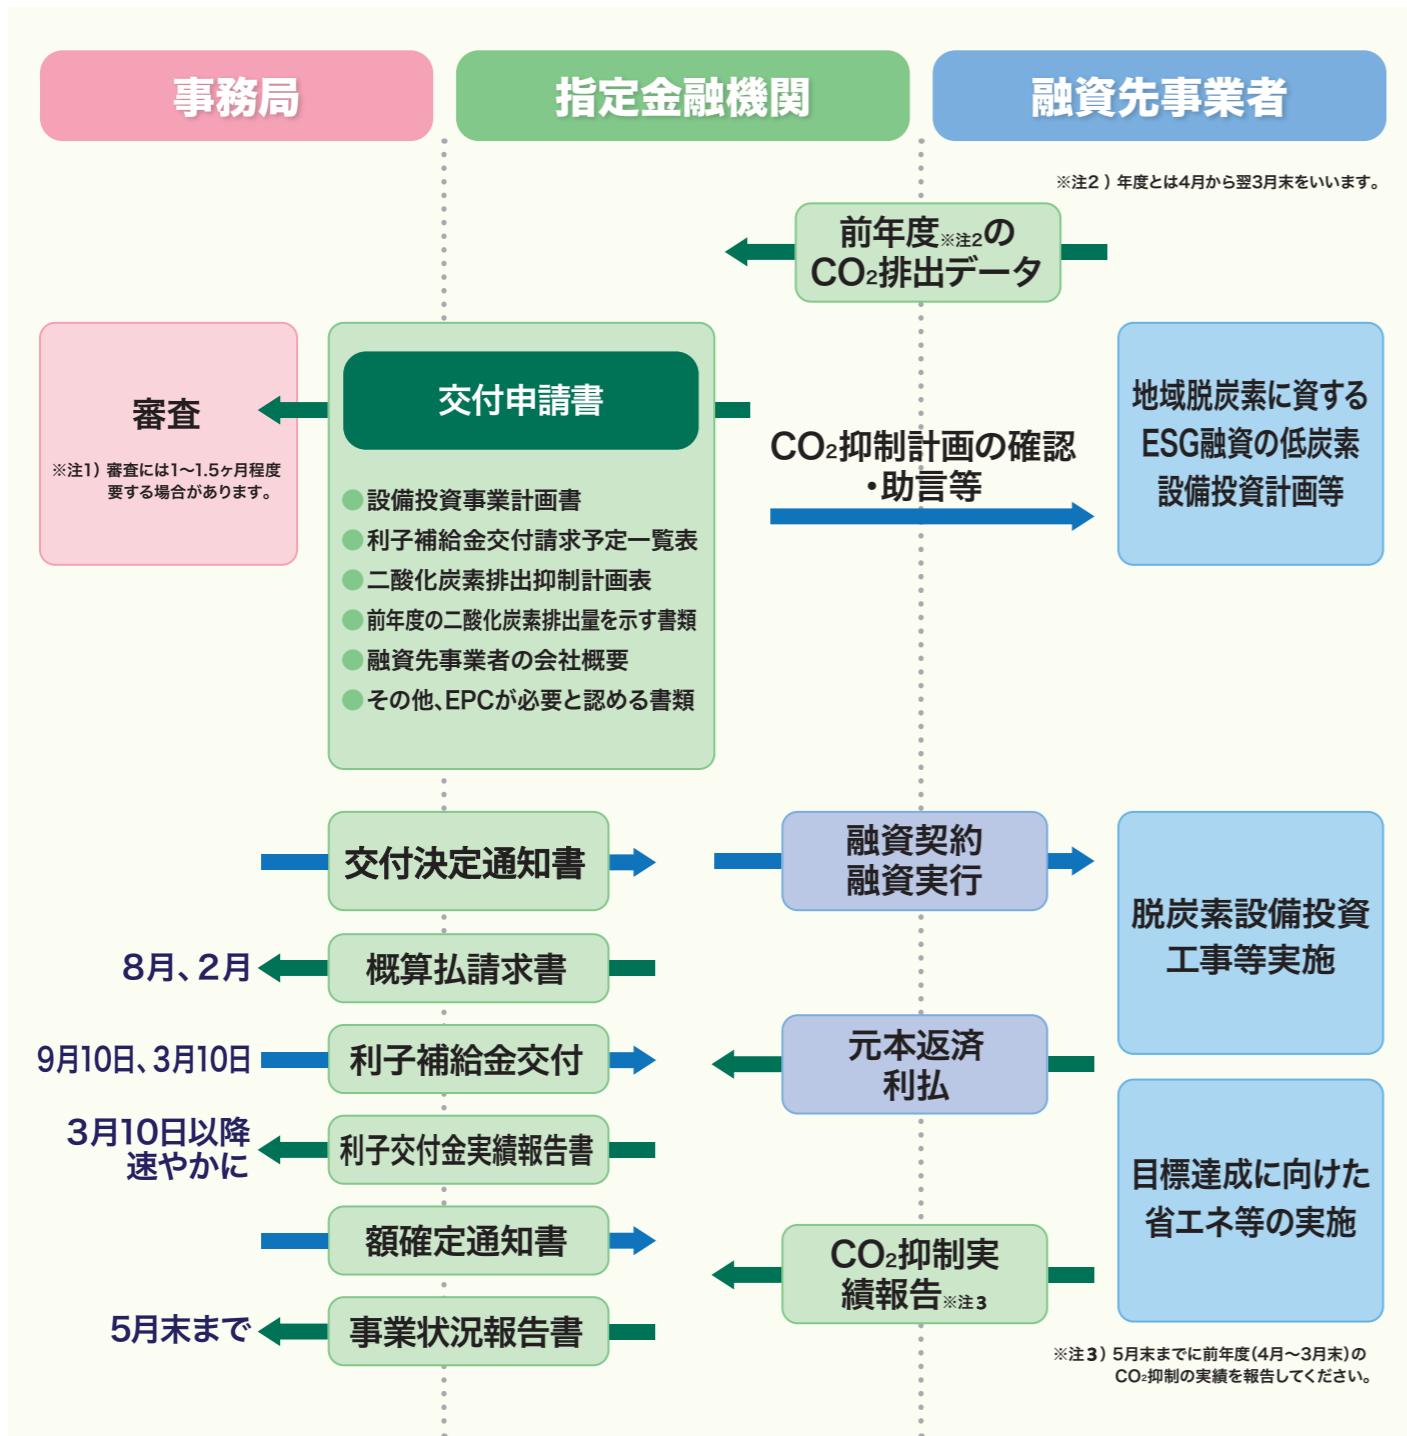 事務局
指定金融機関
融資先事業者
※注2）年度とは4月から翌3月末をいいます。
前年度※注2の
CO₂排出データ
審査
※注1）審査には1〜1.5ヶ月程度
要する場合があります。
交付申請書
●設備投資事業計画書
●利子補給金交付請求予定一覧表
●二酸化炭素排出抑制計画表
●前年度の二酸化炭素排出量を示す書類
●融資先事業者の会社概要
●その他、EPCが必要と認める書類
CO₂抑制計画の確認
・助言等
地域脱炭素に資する
ESG融資の低炭素
設備投資計画等
交付決定通知書
融資契約
融資実行
脱炭素設備投資
工事等実施
8月、2月
概算払請求書
9月10日、3月10日
利子補給金交付
元本返済
利払
3月10日以降
速やかに
利子交付金実績報告書
目標達成に向けた
省エネ等の実施
額確定通知書
CO₂抑制実
績報告※注3
5月末まで
事業状況報告書
※注3）5月末までに前年度（4月〜3月末）の
CO₂抑制の実績を報告してください。